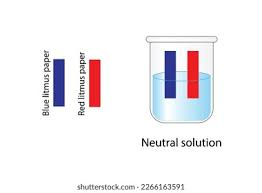 Blue litmus paper
Red litmus paper
Neutral solution
shutterstock.com · 2266163591